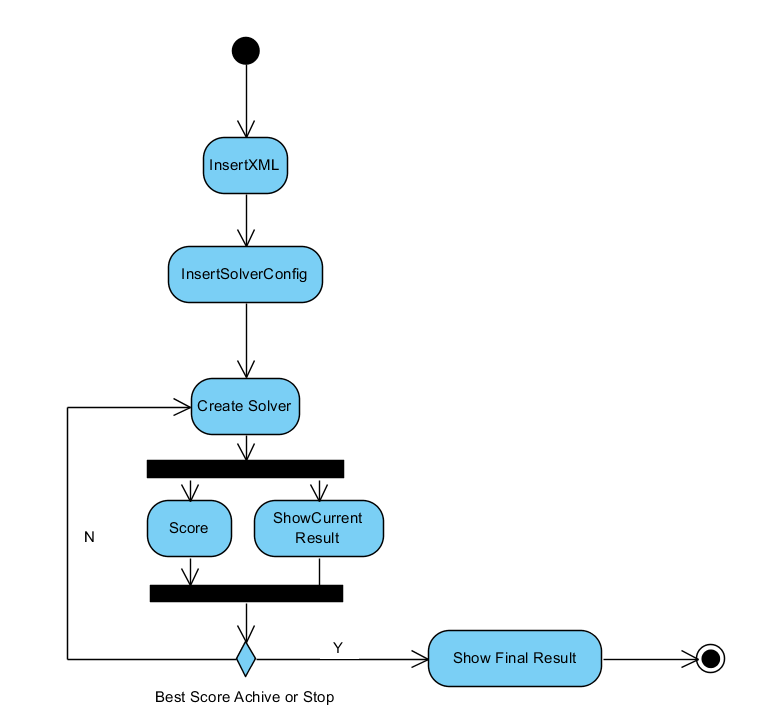 InsertXML
InsertSolverConfig
Create Solver
Score
ShowCurrent
Result
N
Y
Show Final Result
Best Score Achive or Stop